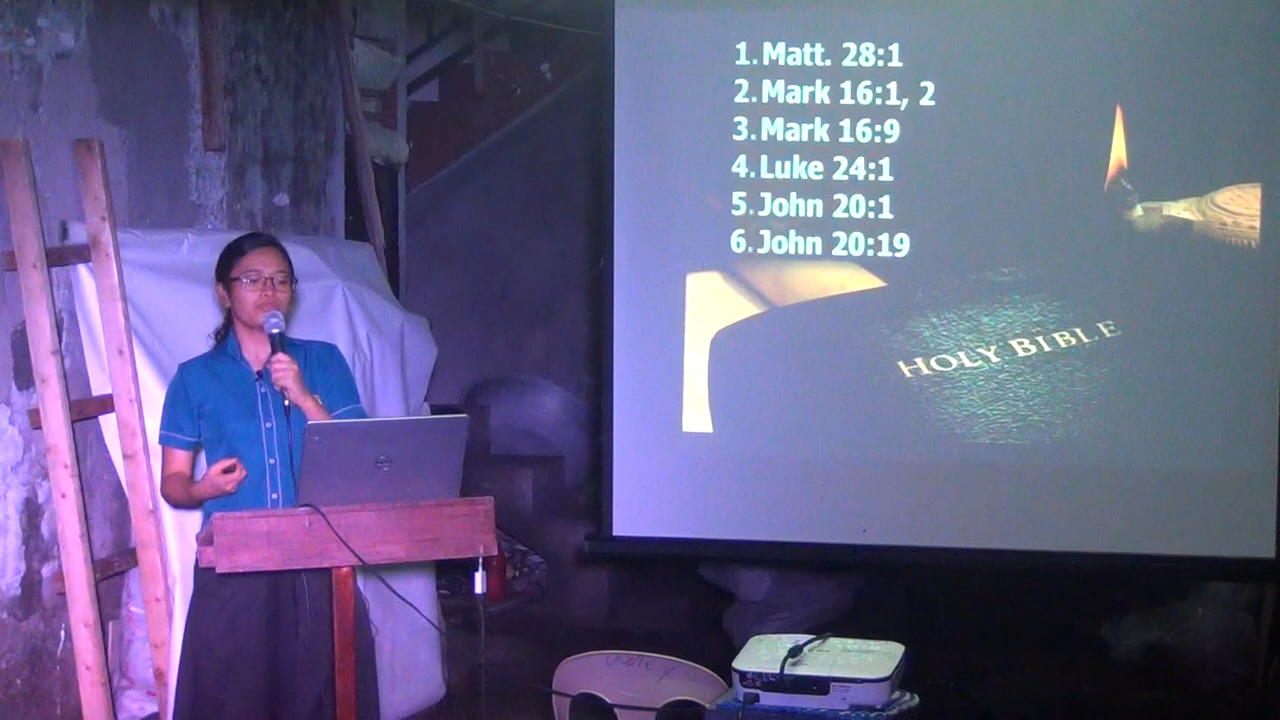 1. Matt. 28:1
2. Mark 16:1, 2
3. Mark 16:9
4. Luke 24:1
5. John 20:1
6. John 20:19
HOLY BIBLE
DELL